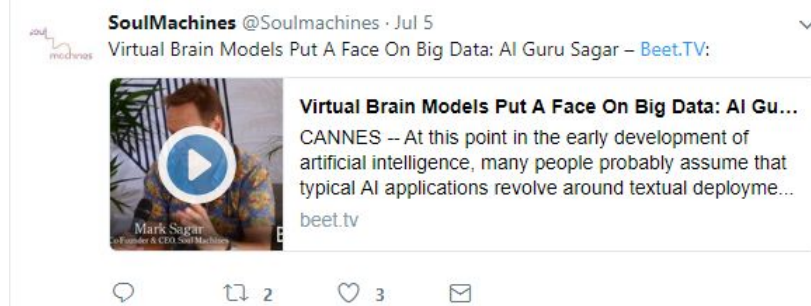 soul
machines
SoulMachines @Soulmachines · Jul 5
Virtual Brain Models Put A Face On Big Data: AI Guru Sagar – Beet.TV:
Virtual Brain Models Put A Face On Big Data: AI Gu...
CANNES -- At this point in the early development of
artificial intelligence, many people probably assume that
typical AI applications revolve around textual deployme...
beet.tv
Mark Sagar
Co-Founder & CEO, Soul Machines
2
3